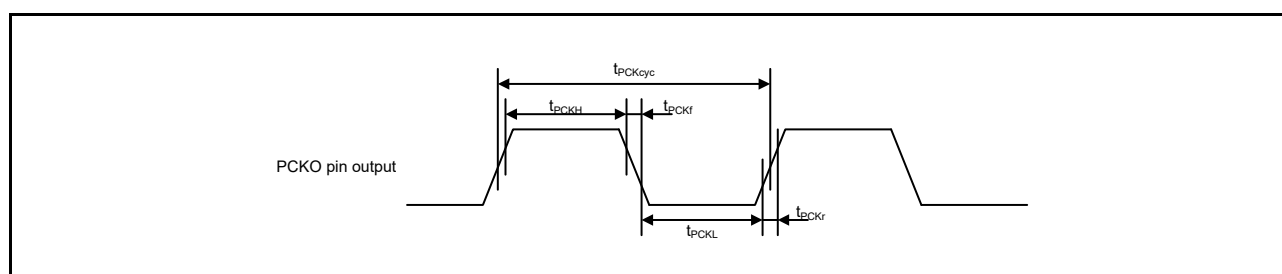 tPCKcyc
tPCKH
tPCKf
PCKO pin output
tPCKr
tPCKL